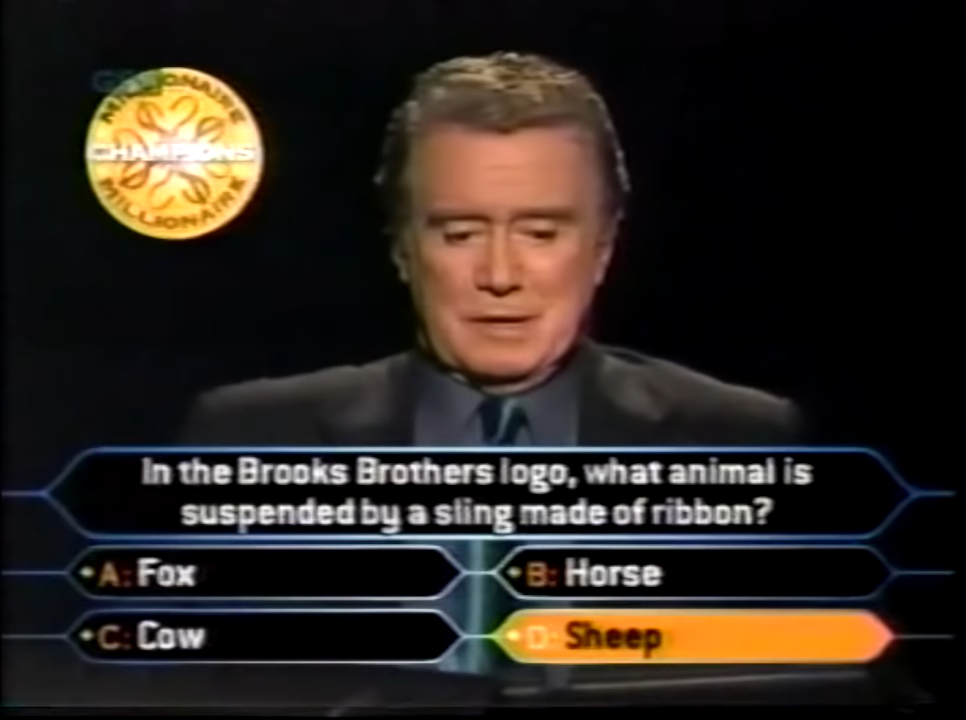 MILLIONAIRE
CHAMPIONS
MILLIONAIRE
In the Brooks Brothers logo, what animal is
suspended by a sling made of ribbon?
A: Fox
B: Horse
C: Cow
D: Sheep